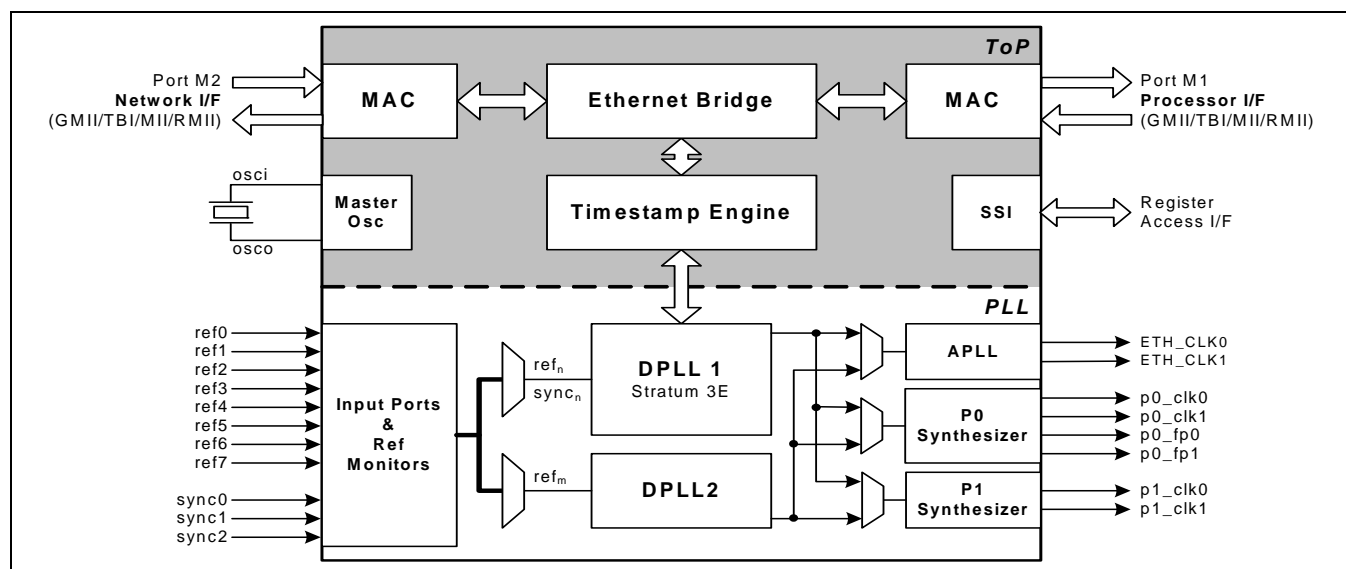 ToP
Port M2
Network I/F
(GMII/TBI/MII/RMII)
MAC
Ethernet Bridge
MAC
Port M1
Processor I/F
(GMII/TBI/MII/RMII)
osci
osco
Master
Osc
Timestamp Engine
SSI
Register
Access I/F
PLL
ref0
ref1
ref2
ref3
ref4
ref5
ref6
ref7
sync0
sync1
sync2
Input Ports
&
Ref
Monitors
refn
syncn
refm
DPLL 1
Stratum 3E
DPLL2
APLL
P0
Synthesizer
P1
Synthesizer
ETH_CLK0
ETH_CLK1
p0_clk0
p0_clk1
p0_fp0
p0_fp1
p1_clk0
p1_clk1